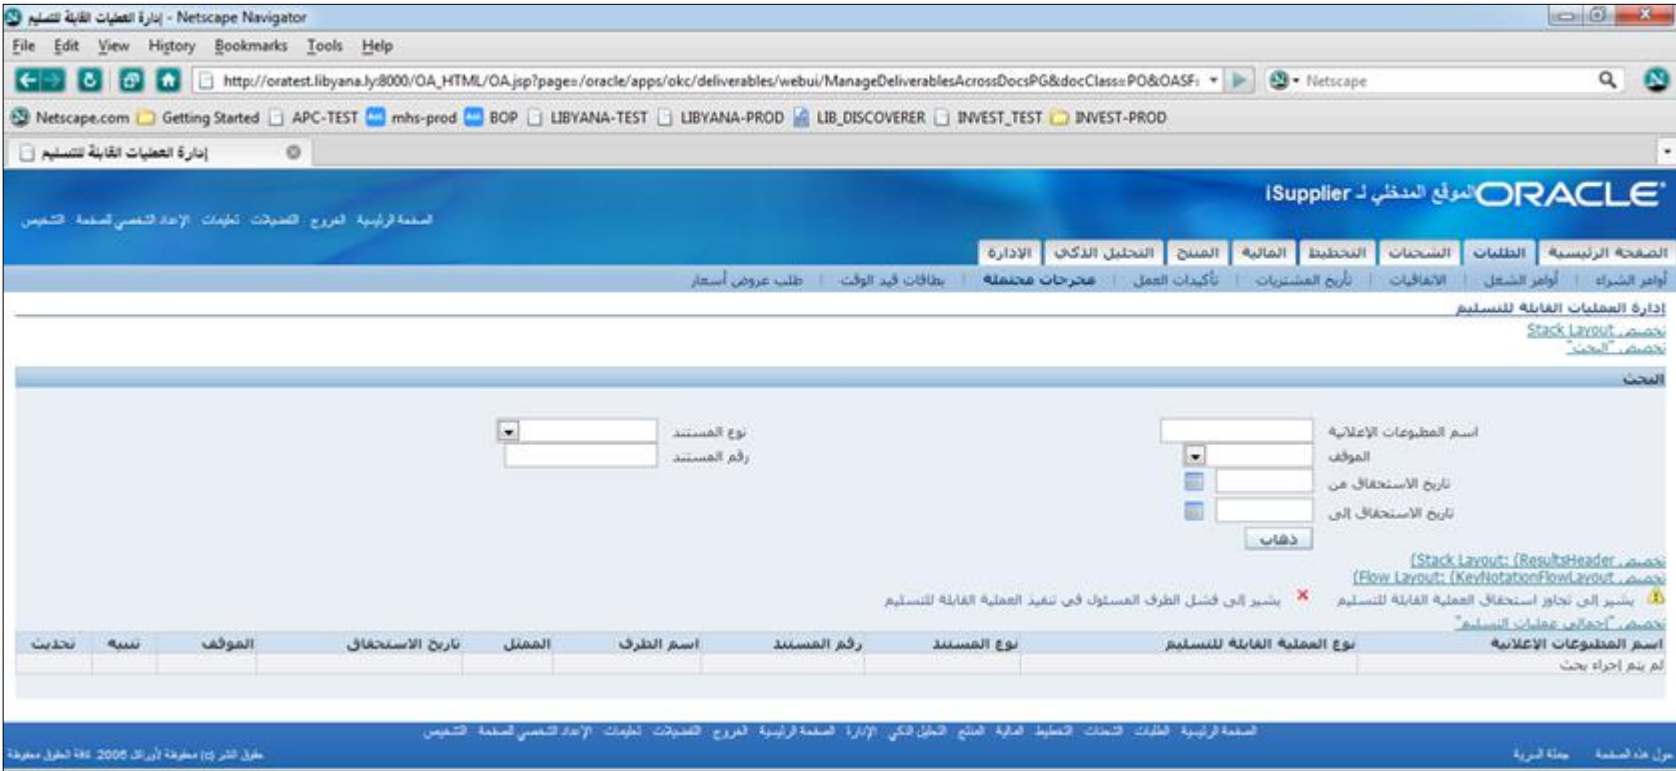 إدارة العمليات القابلة للتسليم - Netscape Navigator
File Edit View History Bookmarks Tools Help
http://oratest.libyana.ly:8000/OA_HTML/OA.jsp?page=/oracle/apps/okc/deliverables/webui/ManageDeliverablesAcrossDocsPG&docClass=PO&OASF Netscape
Netscape.com Getting Started APC-TEST mhs-prod BOP LIBYANA-TEST LIBYANA-PROD LIB_DISCOVERER INVEST_TEST INVEST-PROD
إدارة العمليات القابلة للتسليم
ORACLE الموقع المدخلي لـ iSupplier
الصفحة الرئيسية الخروج التفضيلات تعليمات الإعداد الشخصي للصفحة التشخيص
الصفحة الرئيسية الطلبات الشحنات التخطيط المالية المنتج التحليل الذكي الإدارة
أوامر الشراء أوامر الشغل الاتفاقيات تأريخ المشتريات تأكيدات العمل مخرجات محتملة بطاقات قيد الوقت طلب عروض أسعار
إدارة العمليات القابلة للتسليم
تخصيص Stack Layout
تخصيص "البحث"
البحث
اسم المطبوعات الإعلانية نوع المستند
الموقف رقم المستند
تاريخ الاستحقاق من
تاريخ الاستحقاق إلى
ذهاب
تخصيص Stack Layout: (ResultsHeader)
تخصيص Flow Layout: (KeyNotationFlowLayout)
يشير إلى تجاوز استحقاق العملية القابلة للتسليم يشير إلى فشل الطرف المسئول في تنفيذ العملية القابلة للتسليم
تخصيص "إجمالي عمليات التسليم"
اسم المطبوعات الإعلانية نوع العملية القابلة للتسليم نوع المستند رقم المستند اسم الطرف الممثل تاريخ الاستحقاق الموقف تنبيه تحديث
لم يتم إجراء بحث
الصفحة الرئيسية الطلبات الشحنات التخطيط المالية المنتج التحليل الذكي الإدارة الصفحة الرئيسية الخروج التفضيلات تعليمات الإعداد الشخصي للصفحة التشخيص
حول هذه الصفحة حقوق النشر (c) محفوظة لأوراكل 2006. كافة الحقوق محفوظة